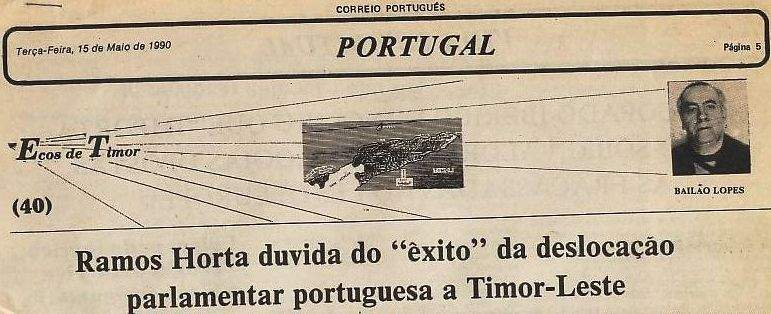 CORREIO PORTUGUÊS
Terça-Feira, 15 de Maio de 1990
PORTUGAL
Página 5
Ecos de Timor
BAILÃO LOPES
(40)
Ramos Horta duvida do “êxito” da deslocação
parlamentar portuguesa a Timor-Leste